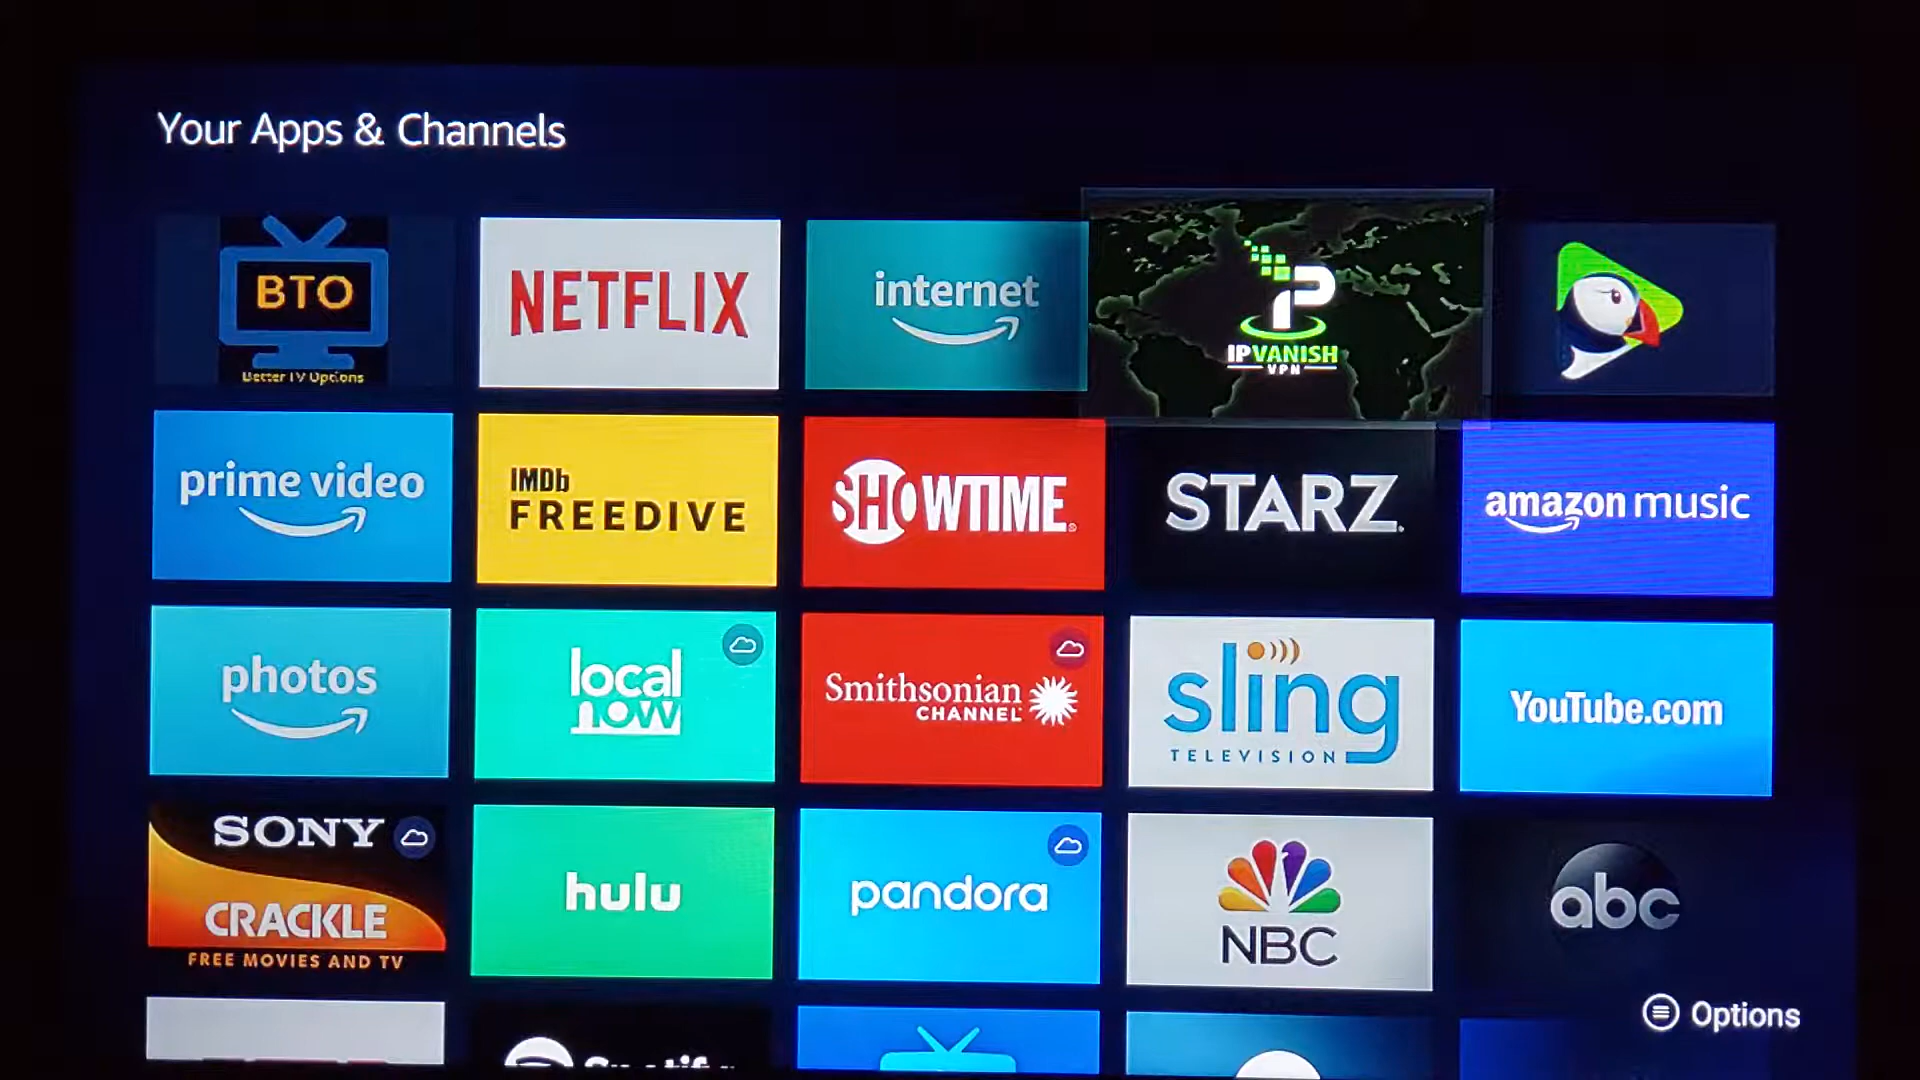 Your Apps & Channels
BTO
Better TV Options
NETFLIX
internet
IPVANISH
VPN
prime video
IMDb
FREEDIVE
SHOWTIME
STARZ
amazon music
photos
local
now
Smithsonian
CHANNEL
sling
TELEVISION
YouTube.com
SONY
CRACKLE
FREE MOVIES AND TV
hulu
pandora
NBC
abc
Options
Spotify